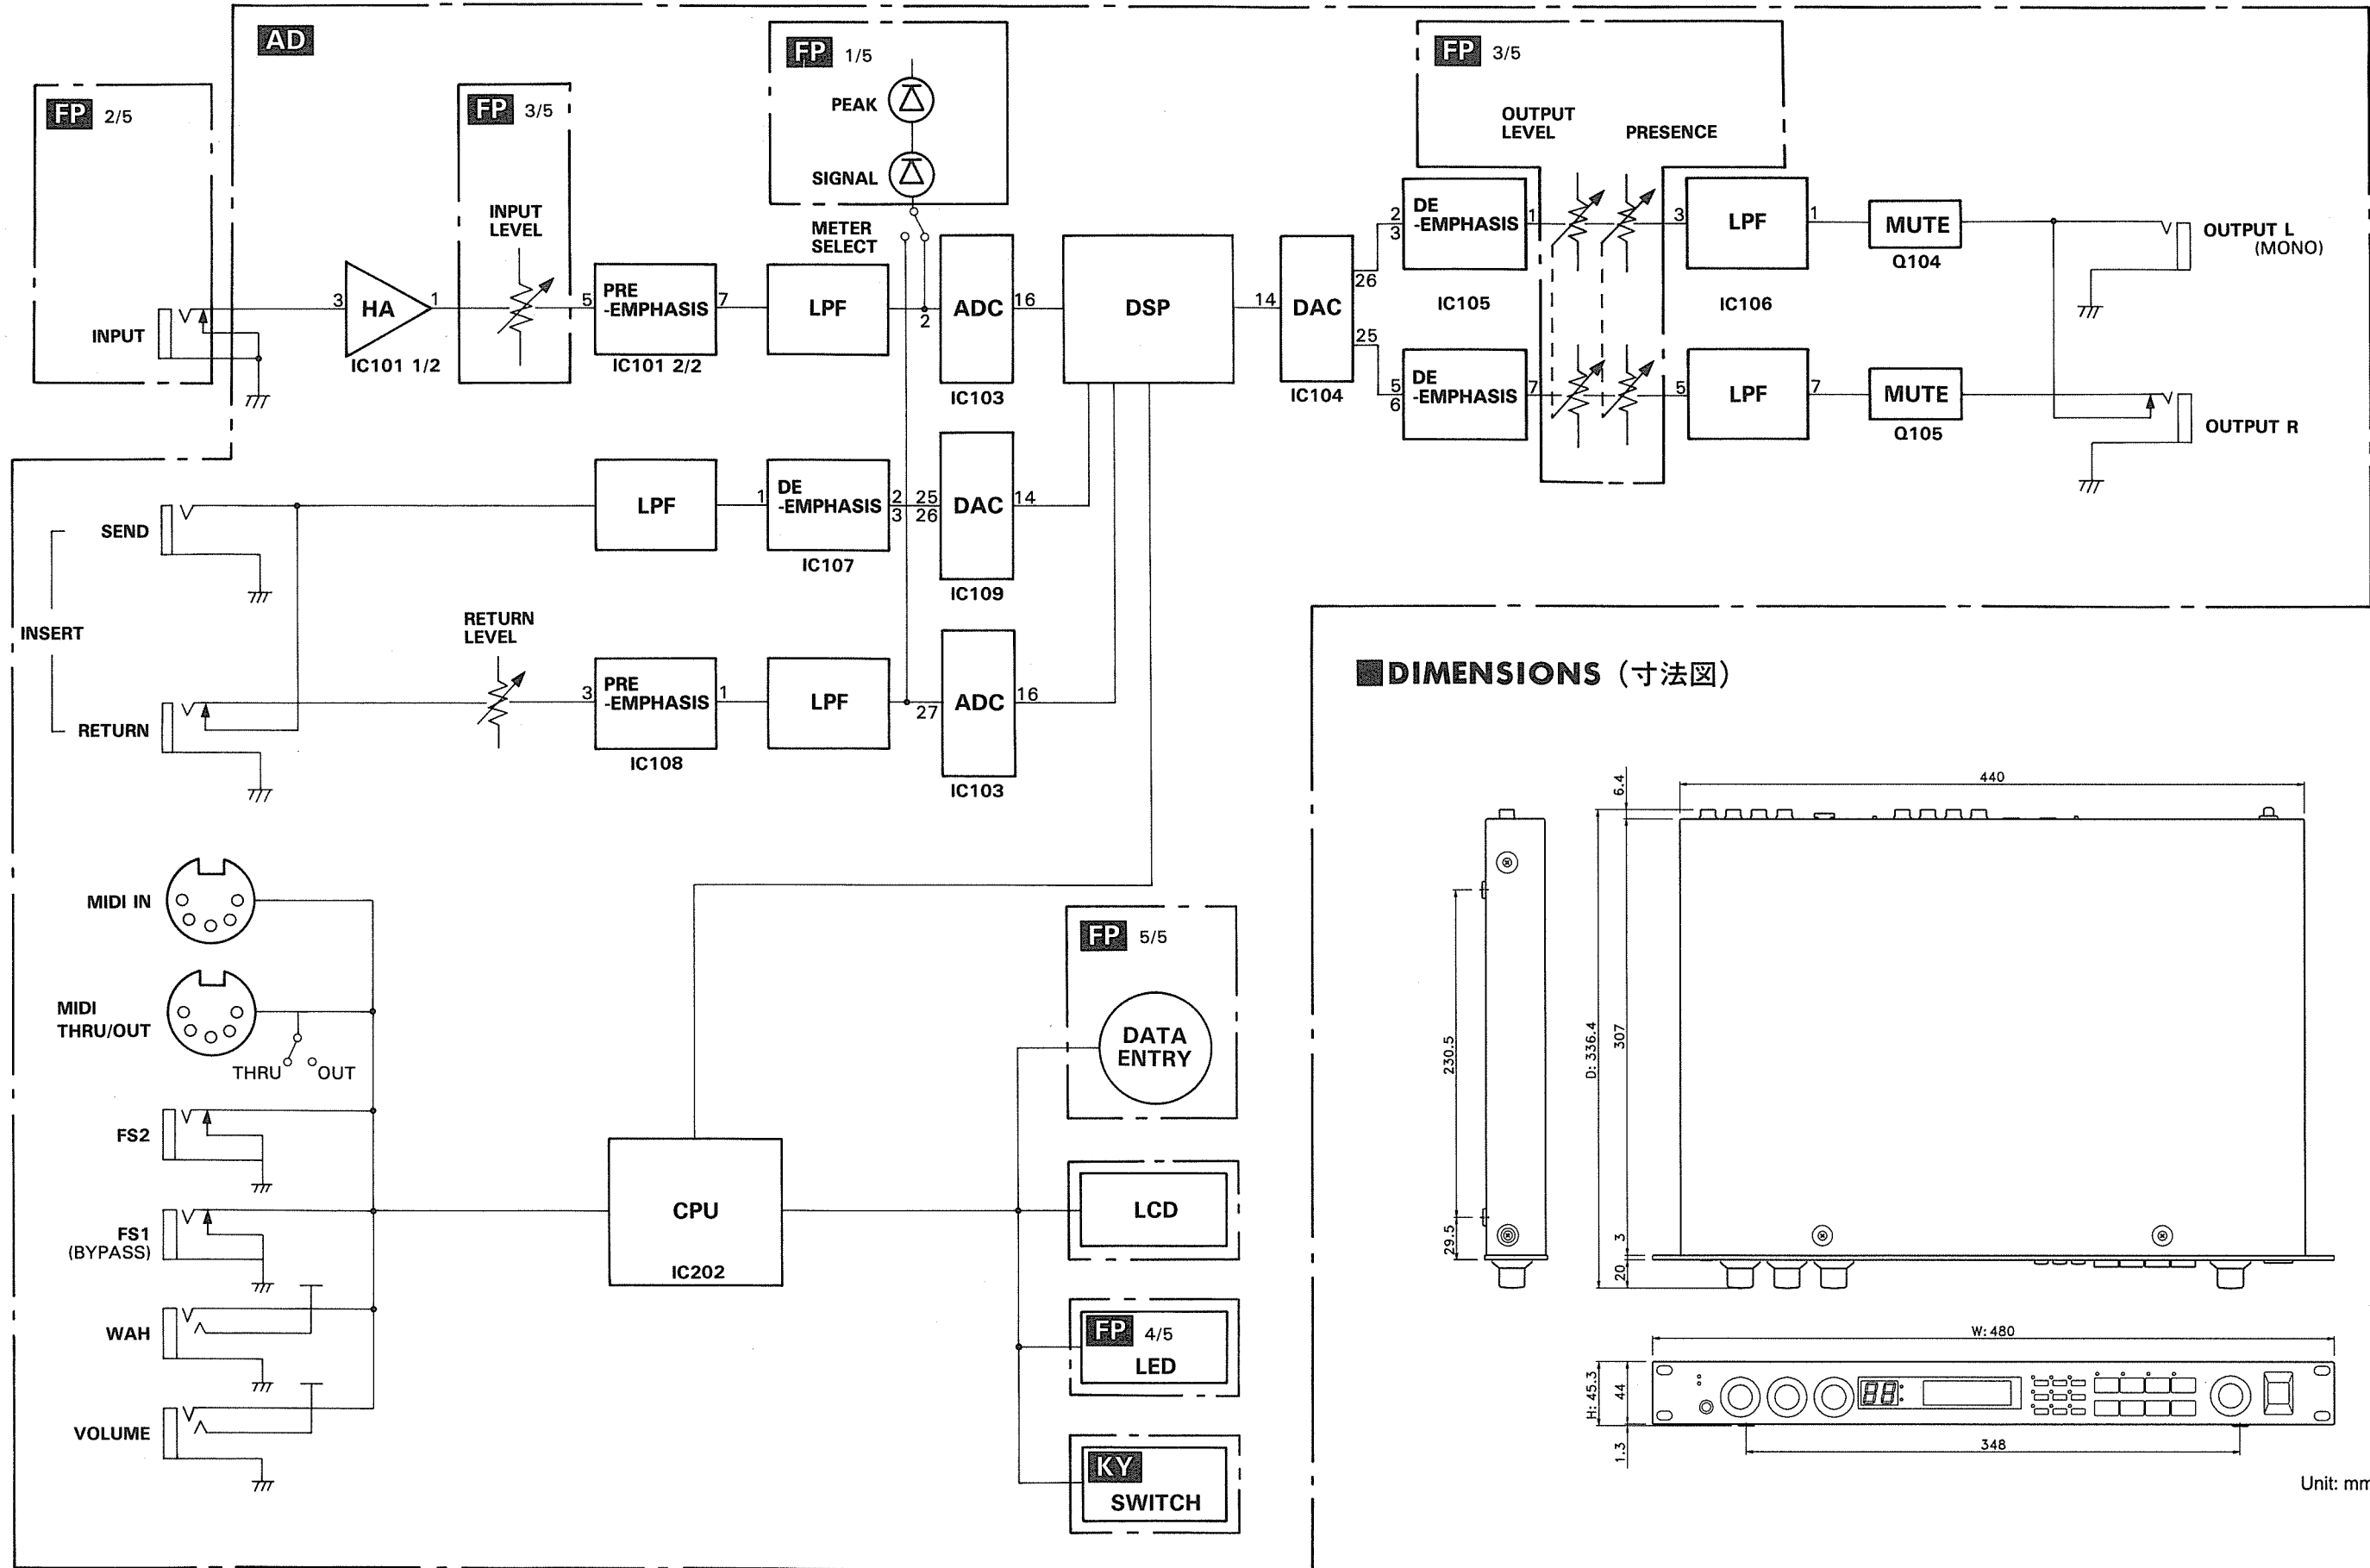 AD
FP 2/5
INPUT
HA
3
1
IC101 1/2
FP 3/5
INPUT
LEVEL
5
PRE
-EMPHASIS
7
IC101 2/2
LPF
FP 1/5
PEAK
SIGNAL
METER
SELECT
2
ADC
16
IC103
DSP
14
DAC
26
25
IC104
2
3
DE
-EMPHASIS
1
IC105
5
6
DE
-EMPHASIS
7
FP 3/5
OUTPUT
LEVEL
PRESENCE
3
LPF
1
IC106
5
LPF
7
MUTE
Q104
MUTE
Q105
OUTPUT L
(MONO)
OUTPUT R
INSERT
SEND
LPF
1
DE
-EMPHASIS
2
3
IC107
25
26
DAC
14
IC109
RETURN
RETURN
LEVEL
3
PRE
-EMPHASIS
1
IC108
LPF
27
ADC
16
IC103
MIDI IN
MIDI
THRU/OUT
THRU
OUT
FS2
FS1
(BYPASS)
WAH
VOLUME
CPU
IC202
FP 5/5
DATA
ENTRY
LCD
FP 4/5
LED
KY
SWITCH
■DIMENSIONS (寸法図)
230.5
29.5
6.4
440
D: 336.4
307
3
20
W: 480
H: 45.3
44
88
1.3
348
Unit: mm